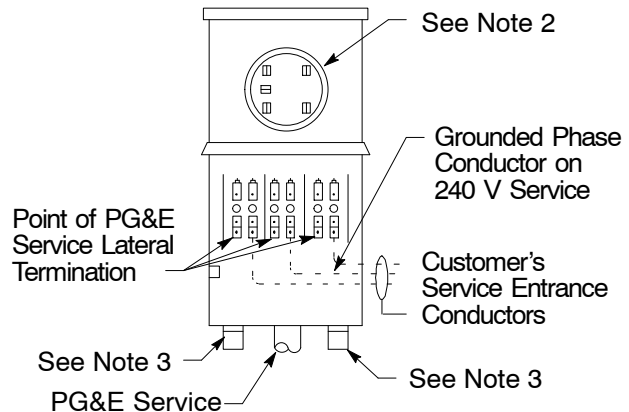 See Note 2
Grounded Phase
Conductor on
240 V Service
Point of PG&E
Service Lateral
Termination
Customer's
Service Entrance
Conductors
See Note 3
See Note 3
PG&E Service